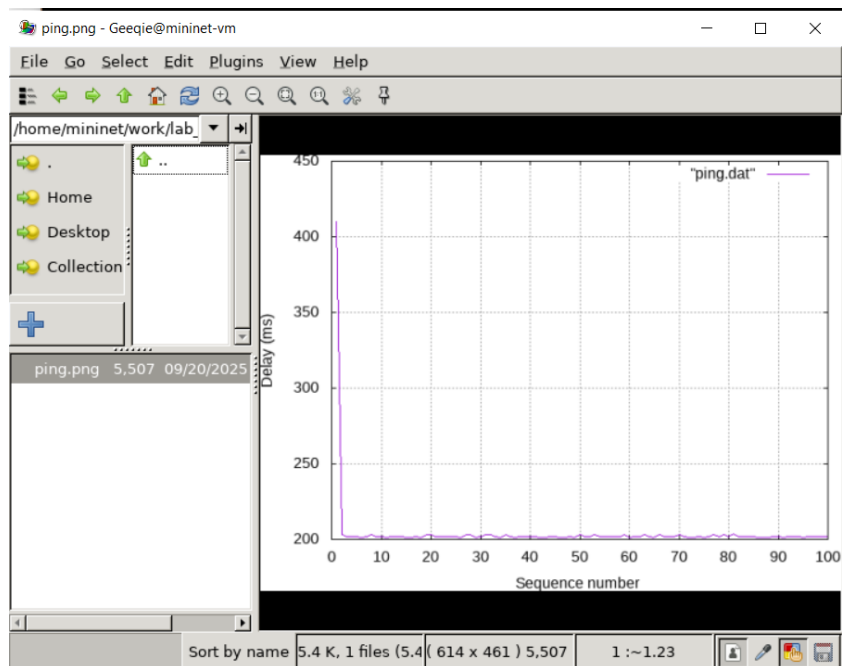 ping.png - Geeqie@mininet-vm
File Go Select Edit Plugins View Help
/home/mininet/work/lab_
.
..
Home
Desktop
Collection
ping.png 5,507 09/20/2025
"ping.dat"
450
400
350
300
250
200
Delay (ms)
0 10 20 30 40 50 60 70 80 90 100
Sequence number
Sort by name 5.4 K, 1 files (5.4 ( 614 x 461 ) 5,507 1 :~1.23